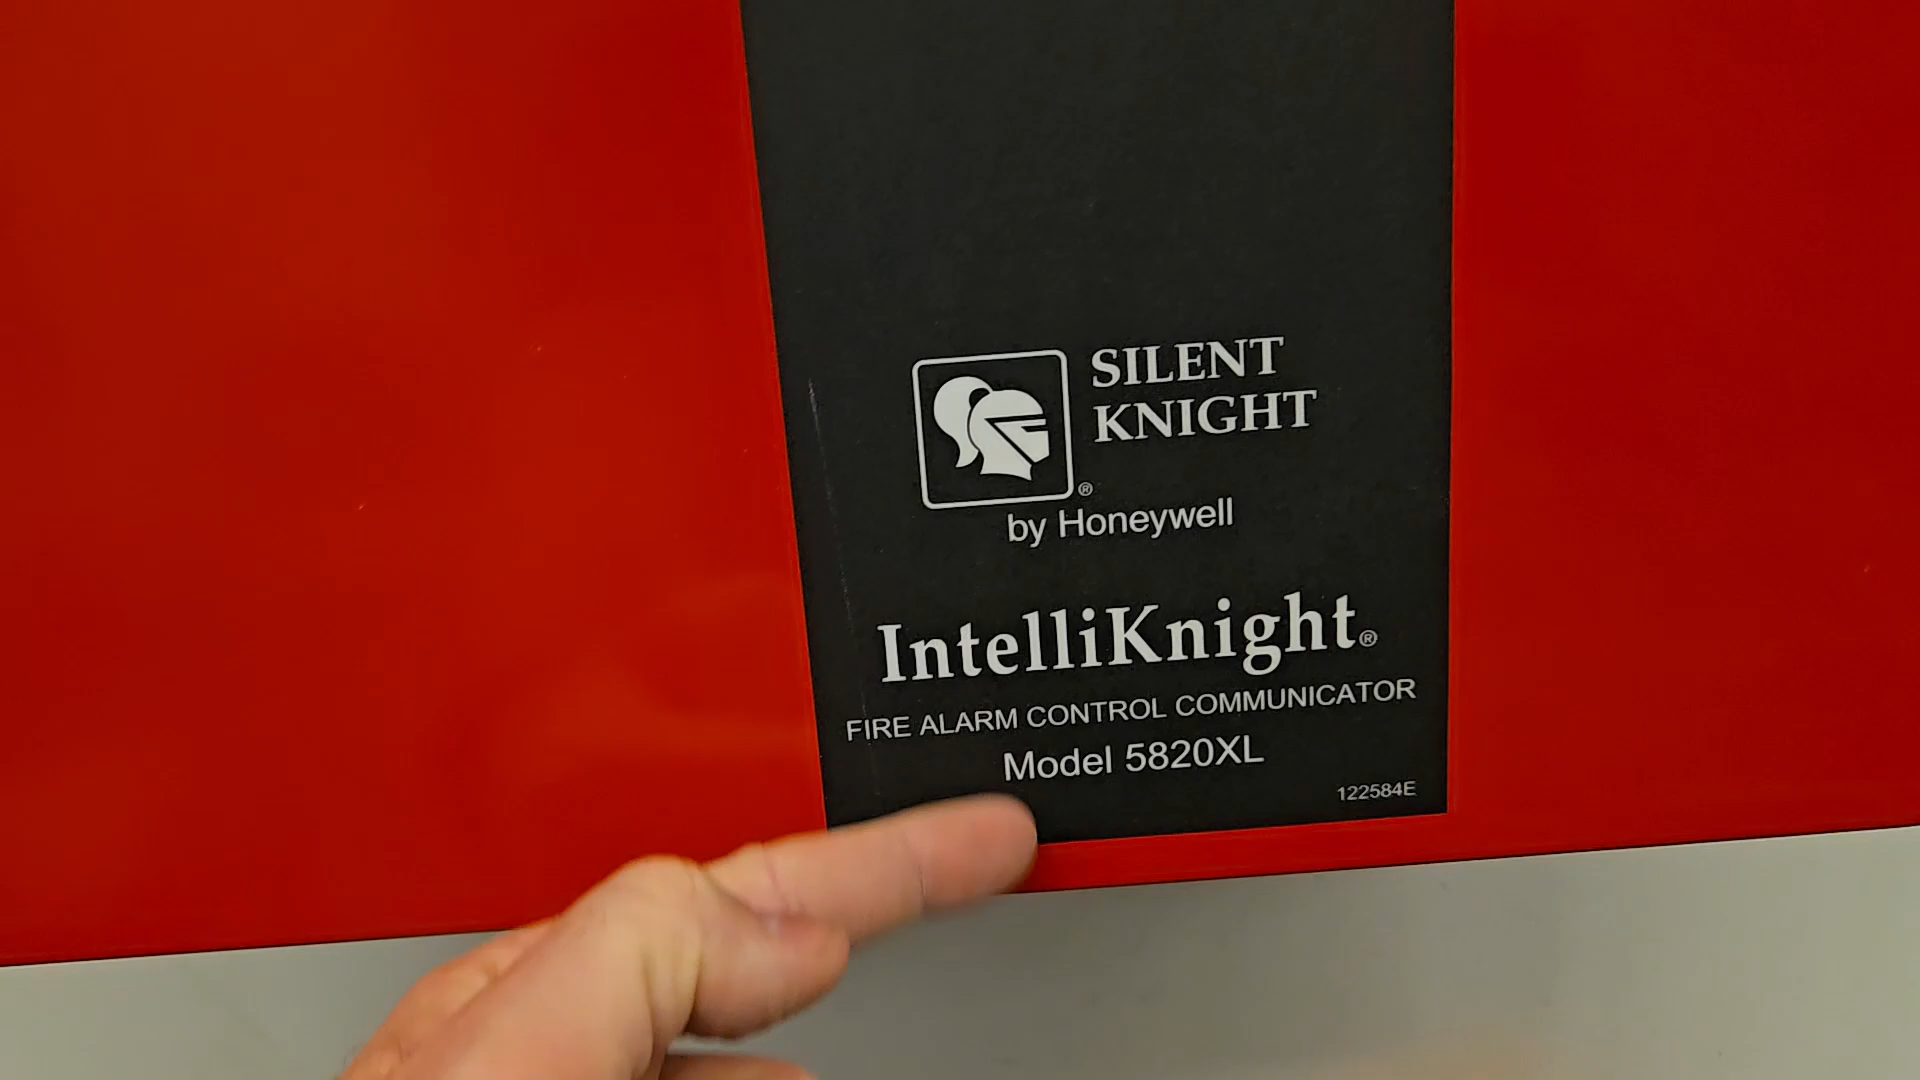 SILENT
KNIGHT
®
by Honeywell
IntelliKnight®
FIRE ALARM CONTROL COMMUNICATOR
Model 5820XL
122584E